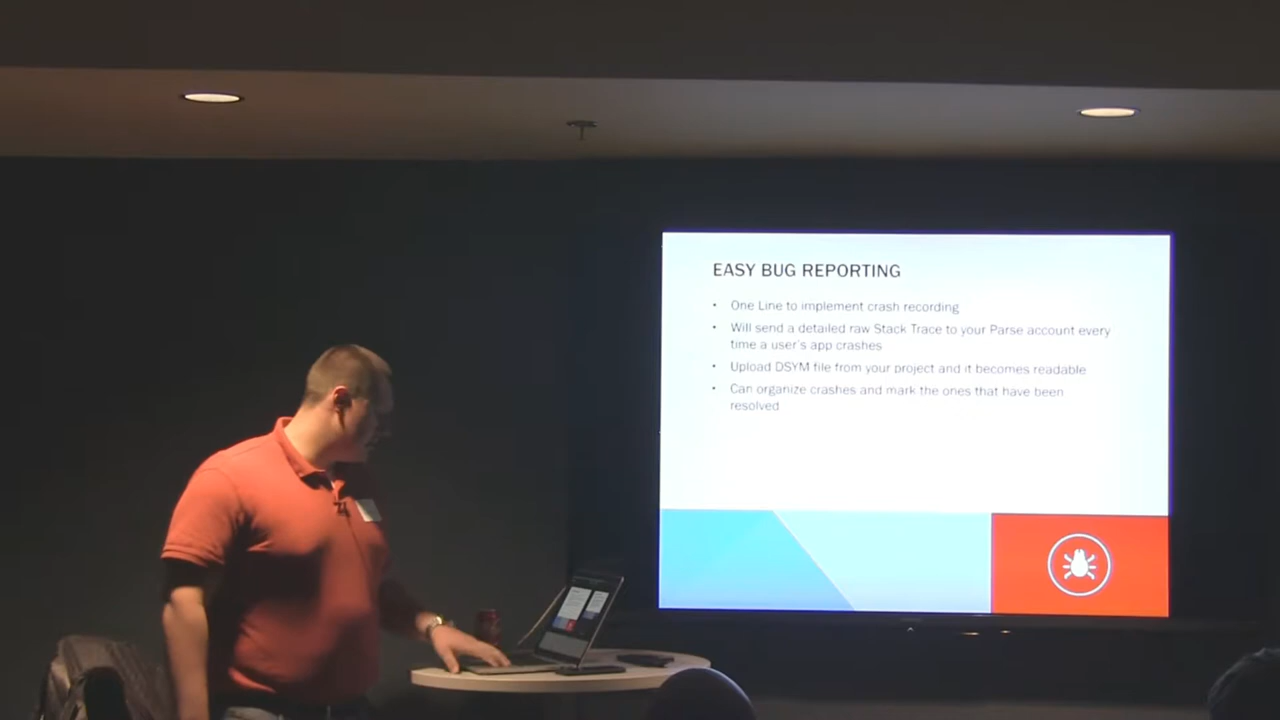 EASY BUG REPORTING
• One Line to implement crash recording
• Will send a detailed raw Stack Trace to your Parse account every
time a user's app crashes
• Upload DSYM file from your project and it becomes readable
• Can organize crashes and mark the ones that have been
resolved